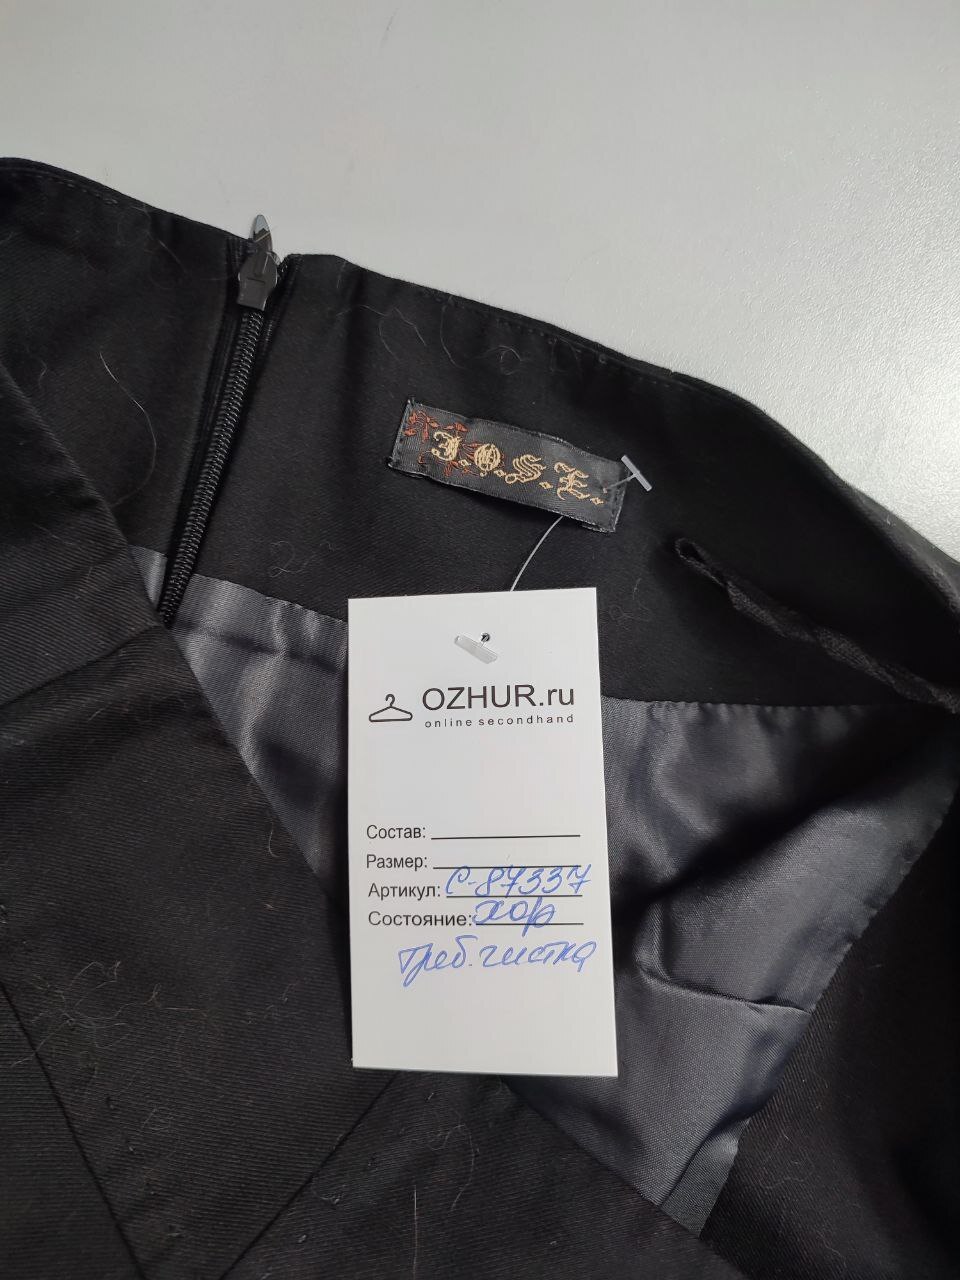 J.O.S.E.
OZHUR.ru
online secondhand
Состав:
Размер:
Артикул: С-87337
Состояние: хор
треб. чистка